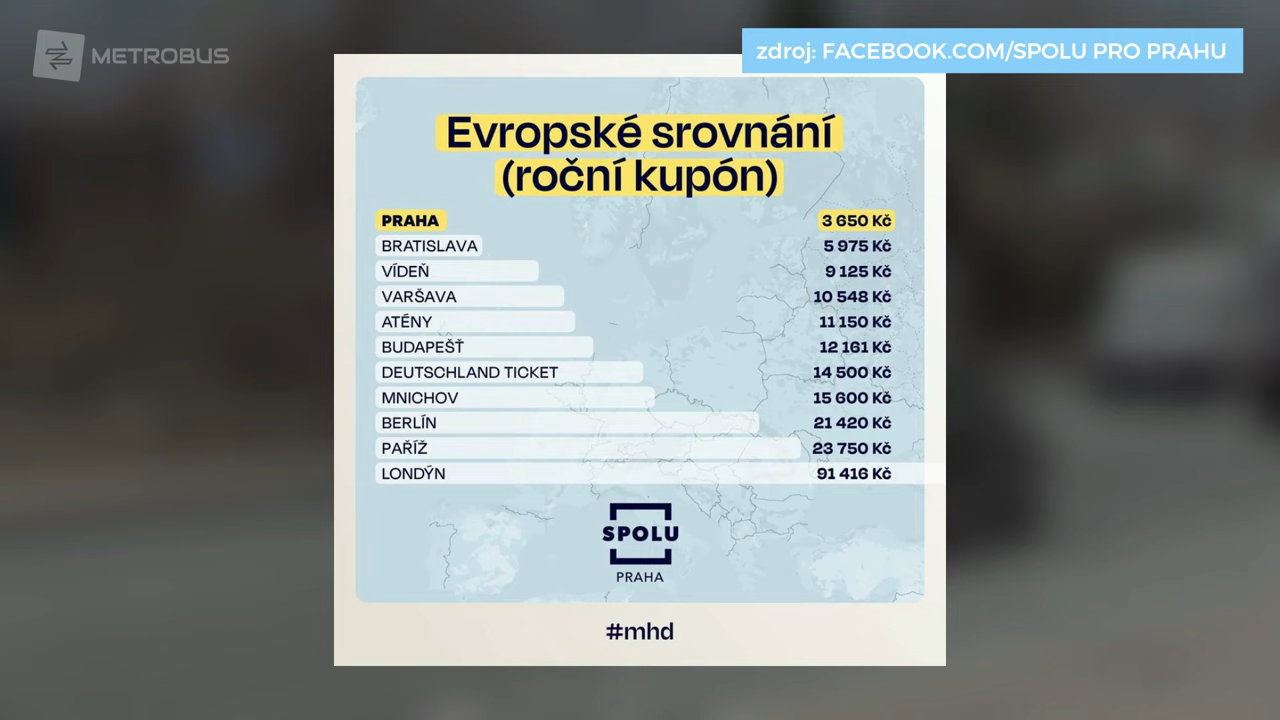 METROBUS
zdroj: FACEBOOK.COM/SPOLU PRO PRAHU
Evropské srovnání
(roční kupón)
PRAHA 3 650 Kč
BRATISLAVA 5 975 Kč
VÍDEŇ 9 125 Kč
VARŠAVA 10 548 Kč
ATÉNY 11 150 Kč
BUDAPEŠŤ 12 161 Kč
DEUTSCHLAND TICKET 14 500 Kč
MNICHOV 15 600 Kč
BERLÍN 21 420 Kč
PAŘÍŽ 23 750 Kč
LONDÝN 91 416 Kč
SPOLU
PRAHA
#mhd